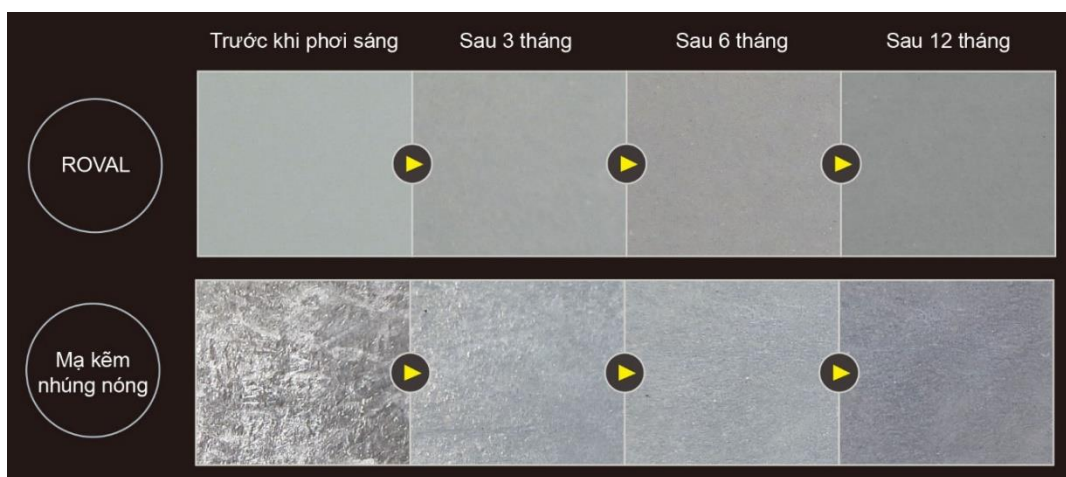 Trước khi phơi sáng
Sau 3 tháng
Sau 6 tháng
Sau 12 tháng
ROVAL
Mạ kẽm
nhúng nóng